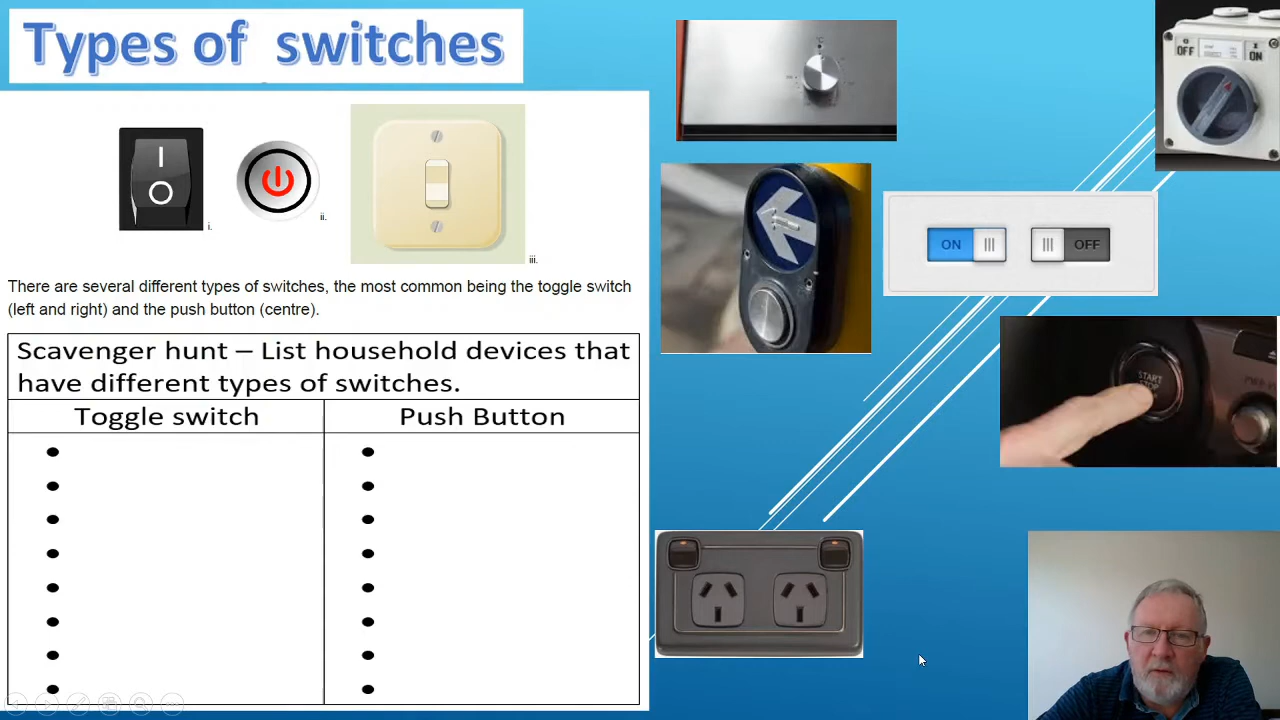 Types of switches
i.
ii.
iii.
There are several different types of switches, the most common being the toggle switch
(left and right) and the push button (centre).
Scavenger hunt – List household devices that
have different types of switches.
Toggle switch
Push Button
OFF
ON
ON
OFF
START
STOP